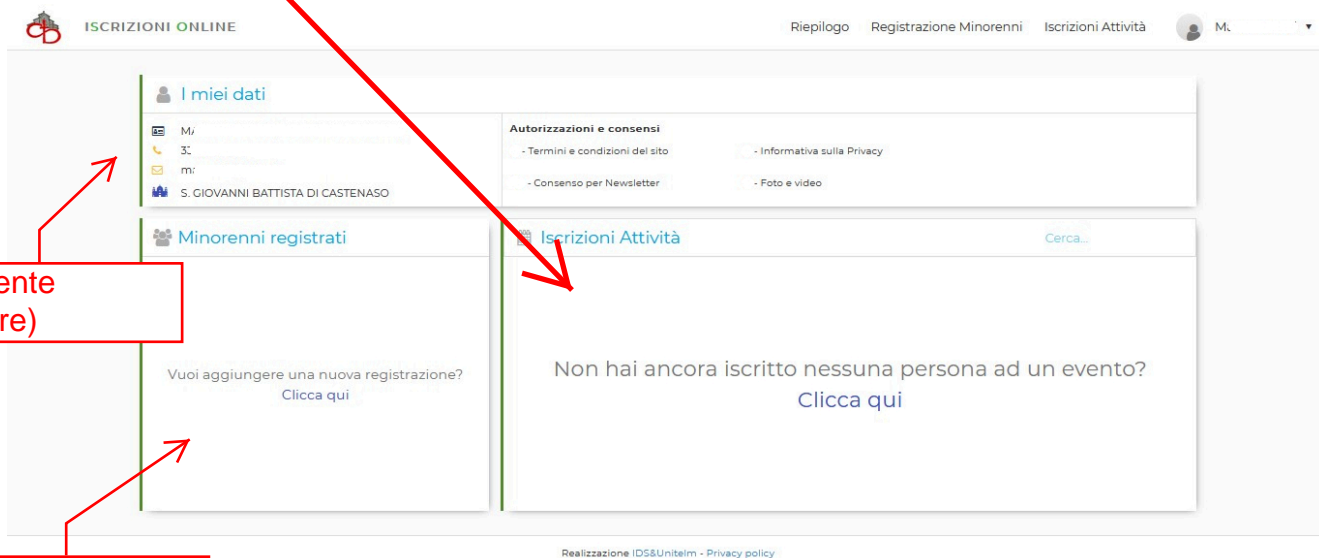 ISCRIZIONI ONLINE
Riepilogo Registrazione Minorenni Iscrizioni Attività
I miei dati
Autorizzazioni e consensi
- Termini e condizioni del sito - Informativa sulla Privacy
- Consenso per Newsletter - Foto e video
S. GIOVANNI BATTISTA DI CASTENASO
Minorenni registrati
Iscrizioni Attività
Cerca...
ente
re)
Vuoi aggiungere una nuova registrazione?
Clicca qui
Non hai ancora iscritto nessuna persona ad un evento?
Clicca qui
Realizzazione IDS&Unitelm - Privacy policy